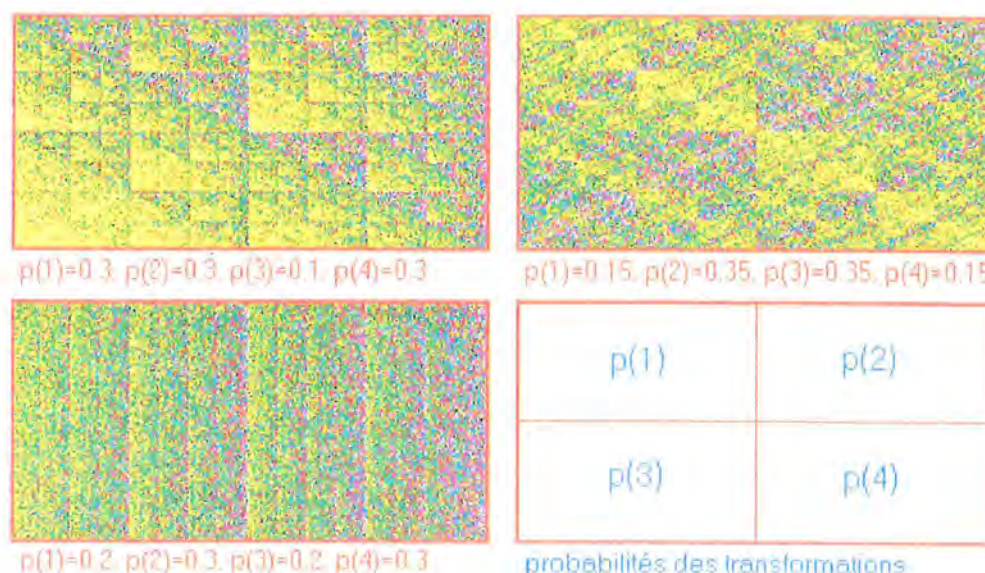 p(1)=0.3, p(2)=0.3, p(3)=0.1, p(4)=0.3
p(1)=0.15, p(2)=0.35, p(3)=0.35, p(4)=0.15
p(1)=0.2, p(2)=0.3, p(3)=0.2, p(4)=0.3
p(1) p(2)
p(3) p(4)
probabilités des transformations